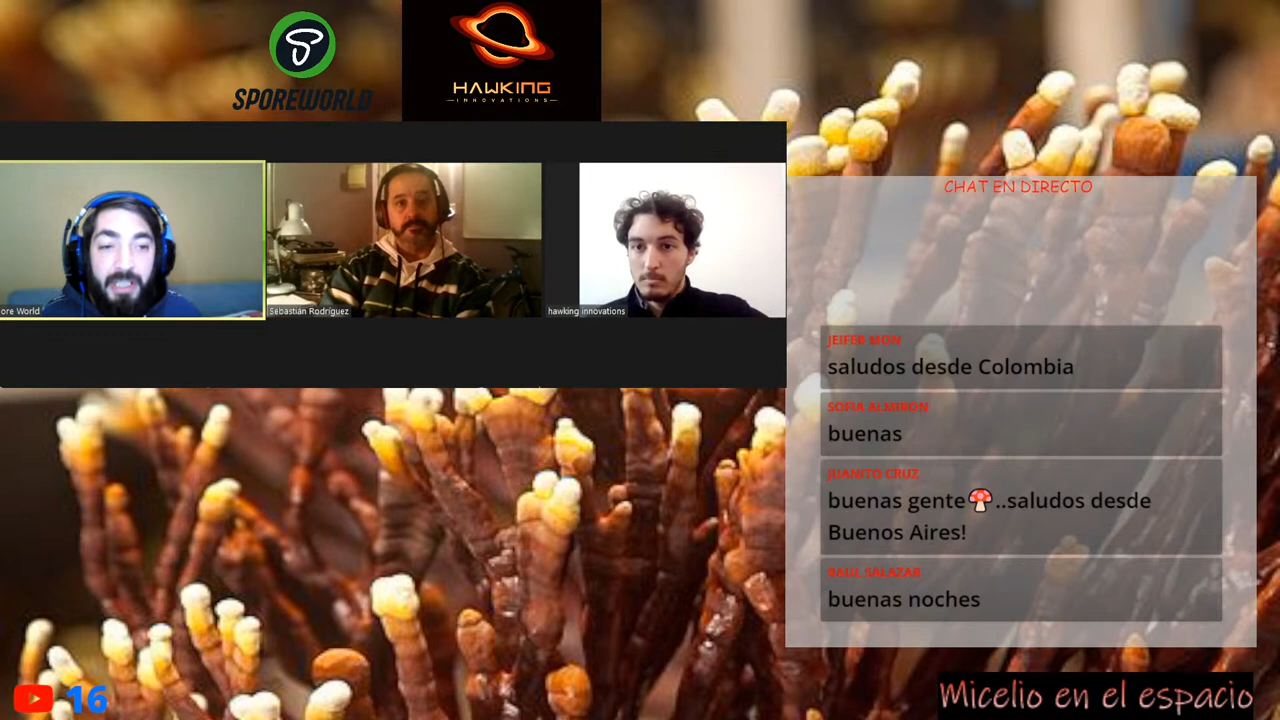 SPOREWORLD
HAWKING
INNOVATIONS
ore World
Sebastián Rodríguez
hawking innovations
CHAT EN DIRECTO
JEIFER MON
saludos desde Colombia
SOFIA ALMIRON
buenas
JUANITO CRUZ
buenas gente🍄..saludos desde
Buenos Aires!
RAUL SALAZAR
buenas noches
16
Micelio en el espacio